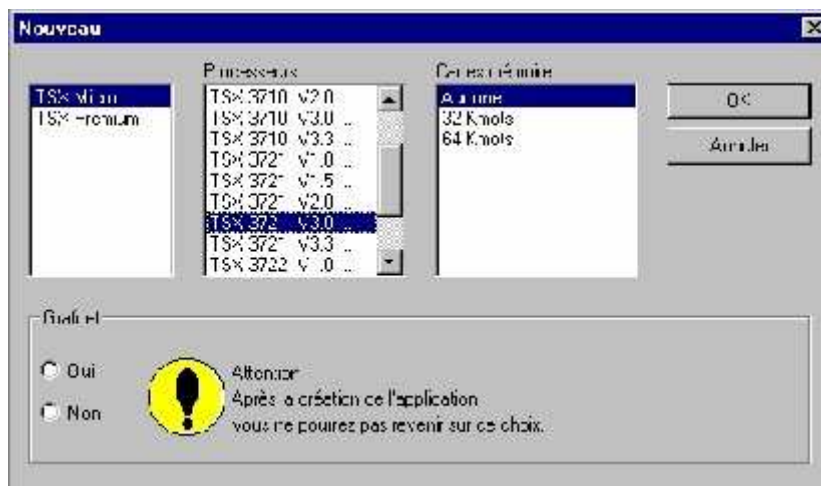 Nouveau
Processeurs
Cartes mémoire
TSX Micro
TSX Premium
TSX 3710 V2.0 ..
TSX 3710 V3.0 ..
TSX 3710 V3.3 ..
TSX 3721 V1.0 ..
TSX 3721 V1.5 ..
TSX 3721 V2.0 ..
TSX 3721 V3.0 ..
TSX 3721 V3.3 ..
TSX 3722 V1.0 ..
Aucune
32 Kmots
64 Kmots
OK
Annuler
Grafcet
Oui
Non
Attention
Après la création de l'application
vous ne pourrez pas revenir sur ce choix.